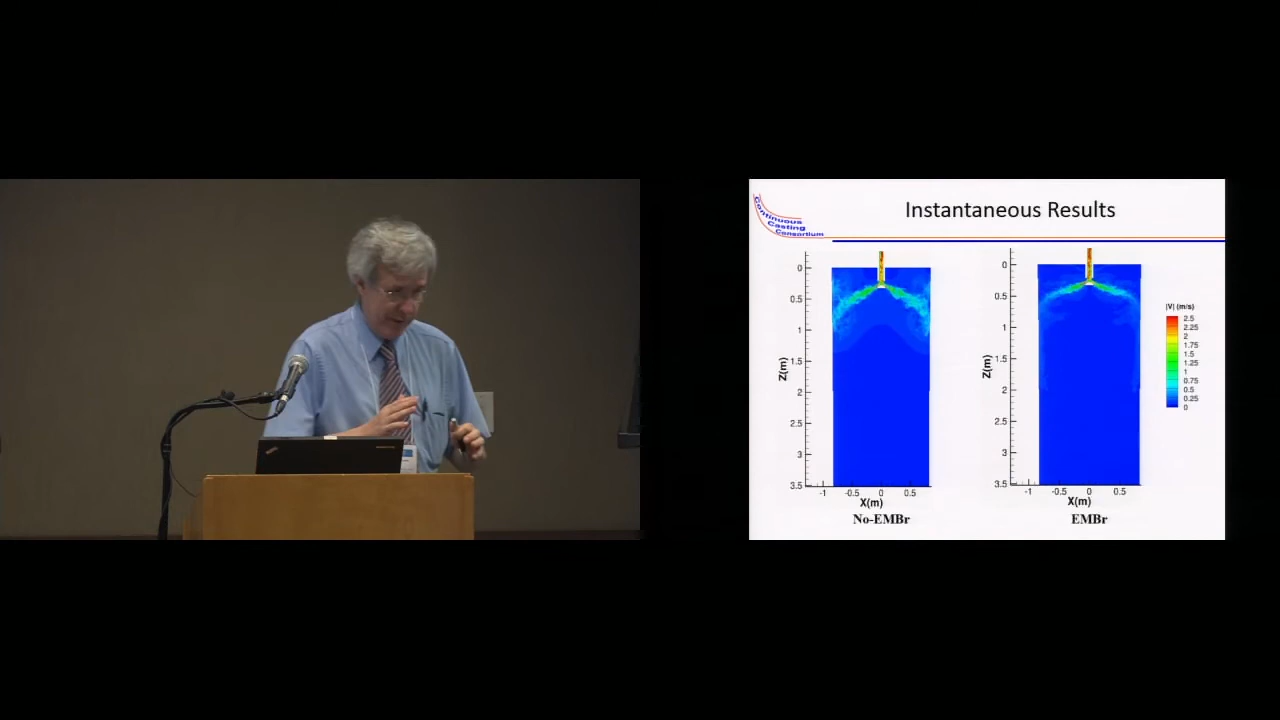 Continuous
Casting
Consortium
Instantaneous Results
0
0.5
1
1.5
2
2.5
3
3.5
Z(m)
-1 -0.5 0 0.5
X(m)
No-EMBr
0
0.5
1
1.5
2
2.5
3
3.5
Z(m)
-1 -0.5 0 0.5
X(m)
EMBr
|V| (m/s)
2.5
2.25
2
1.75
1.5
1.25
1
0.75
0.5
0.25
0